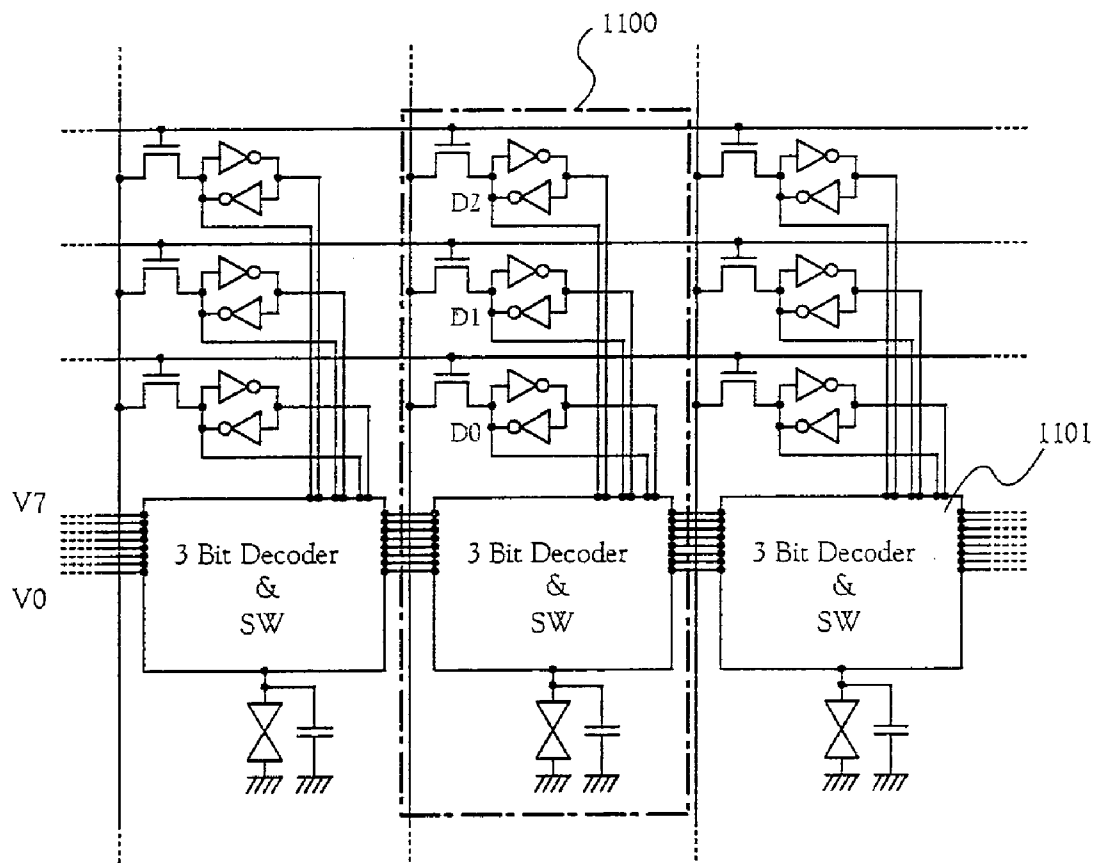 1100
D2
D1
D0
1101
V7
V0
3 Bit Decoder
&
SW
3 Bit Decoder
&
SW
3 Bit Decoder
&
SW